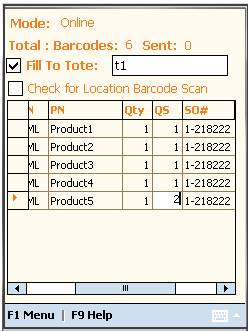 Mode: Online
Total : Barcodes: 6 Sent: 0
Fill To Tote: t1
Check for Location Barcode Scan
N PN Qty QS SO#
ML Product1 1 1 1-218222
ML Product2 1 1 1-218222
ML Product3 1 1 1-218222
ML Product4 1 1 1-218222
ML Product5 1 2 1-218222
F1 Menu | F9 Help